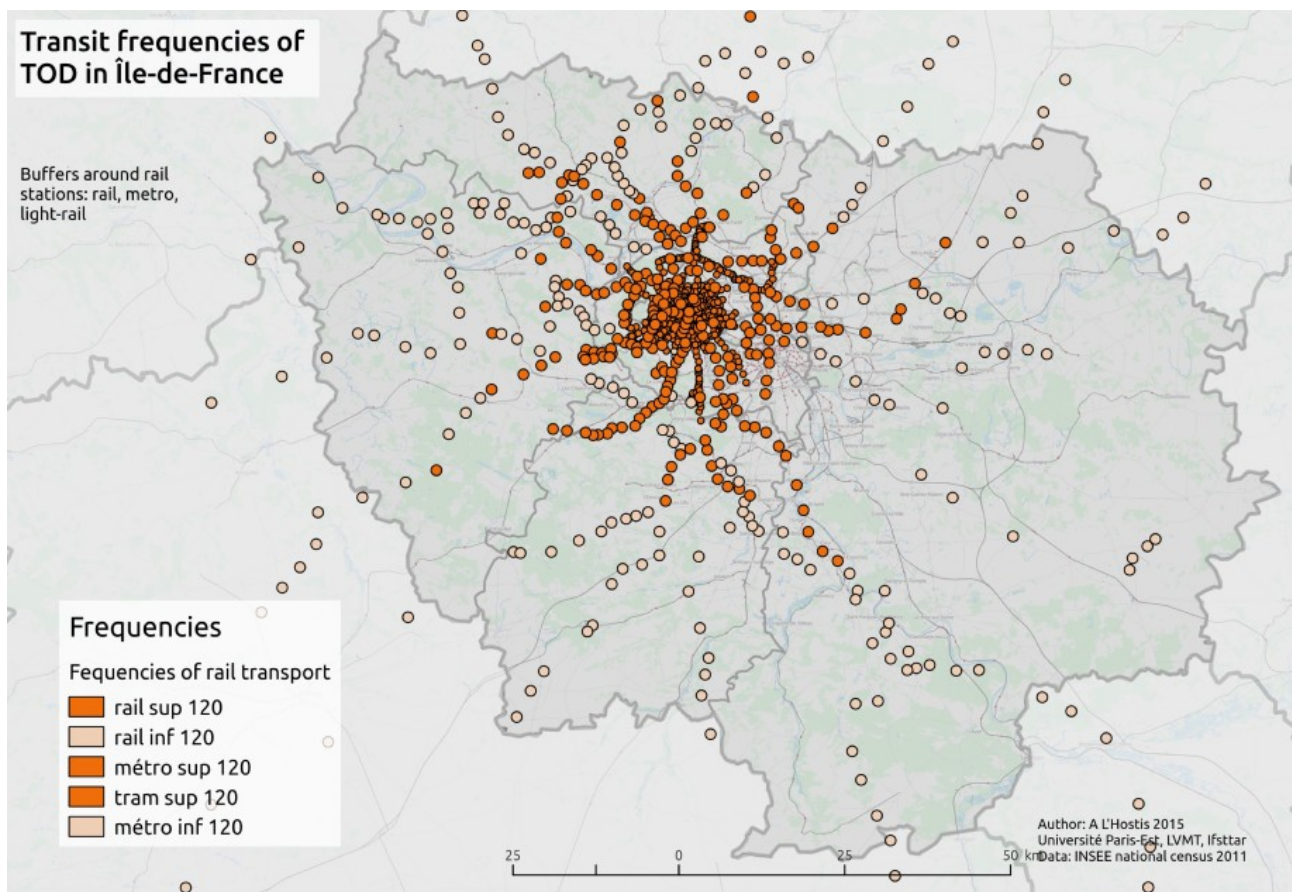 Transit frequencies of
TOD in Île-de-France
Buffers around rail
stations: rail, metro,
light-rail
Frequencies
Fequencies of rail transport
rail sup 120
rail inf 120
métro sup 120
tram sup 120
métro inf 120
25 0 25 50 km
Author: A L'Hostis 2015
Université Paris-Est, LVMT, Ifsttar
Data: INSEE national census 2011